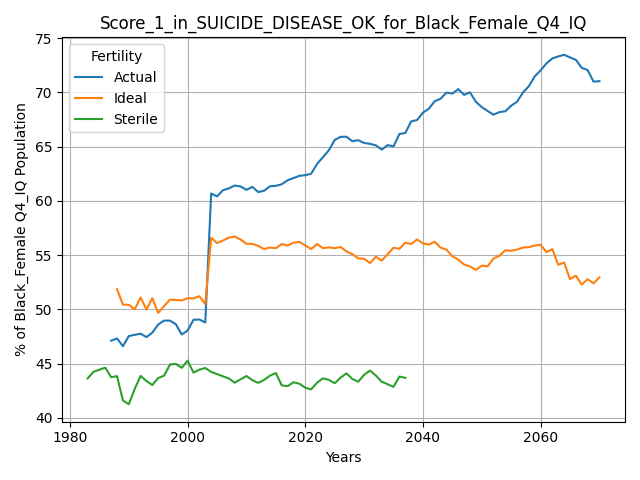 Score_1_in_SUICIDE_DISEASE_OK_for_Black_Female_Q4_IQ
Fertility
Actual
Ideal
Sterile
% of Black_Female Q4_IQ Population
75
70
65
60
55
50
45
40
1980
2000
2020
2040
2060
Years